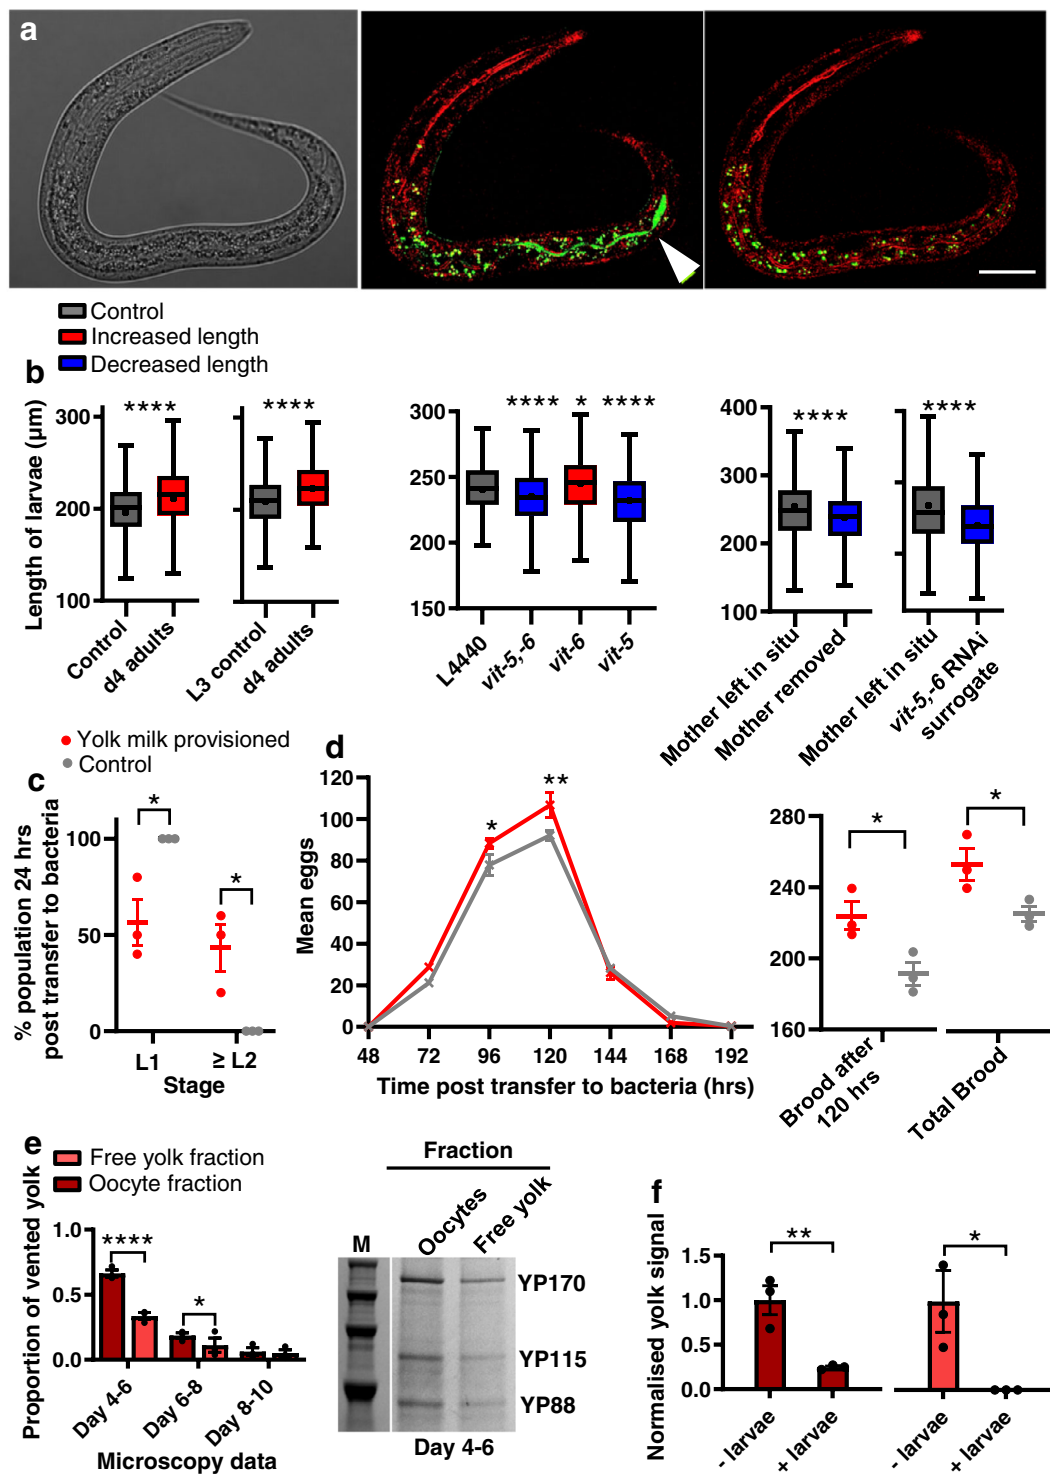 a
Control
Increased length
Decreased length
b
Length of larvae (µm)
300
200
100
****
Control
d4 adults
****
L3 control
d4 adults
300
250
200
150
**** * ****
L4440
vit-5,-6
vit-6
vit-5
400
300
200
100
****
Mother left in situ
Mother removed
****
Mother left in situ
vit-5,-6 RNAi surrogate
Yolk milk provisioned
Control
c
% population 24 hrs
post transfer to bacteria
100
50
0
*
*
L1
≥ L2
Stage
d
Mean eggs
120
100
80
60
40
20
0
*
**
48 72 96 120 144 168 192
Time post transfer to bacteria (hrs)
280
240
200
160
*
*
Brood after
120 hrs
Total Brood
e
Free yolk fraction
Oocyte fraction
Proportion of vented yolk
1.0
0.5
0.0
****
*
Day 4-6
Day 6-8
Day 8-10
Microscopy data
Fraction
M
Oocytes
Free yolk
YP170
YP115
YP88
Day 4-6
f
Normalised yolk signal
1.5
1.0
0.5
0.0
**
*
- larvae
+ larvae
- larvae
+ larvae